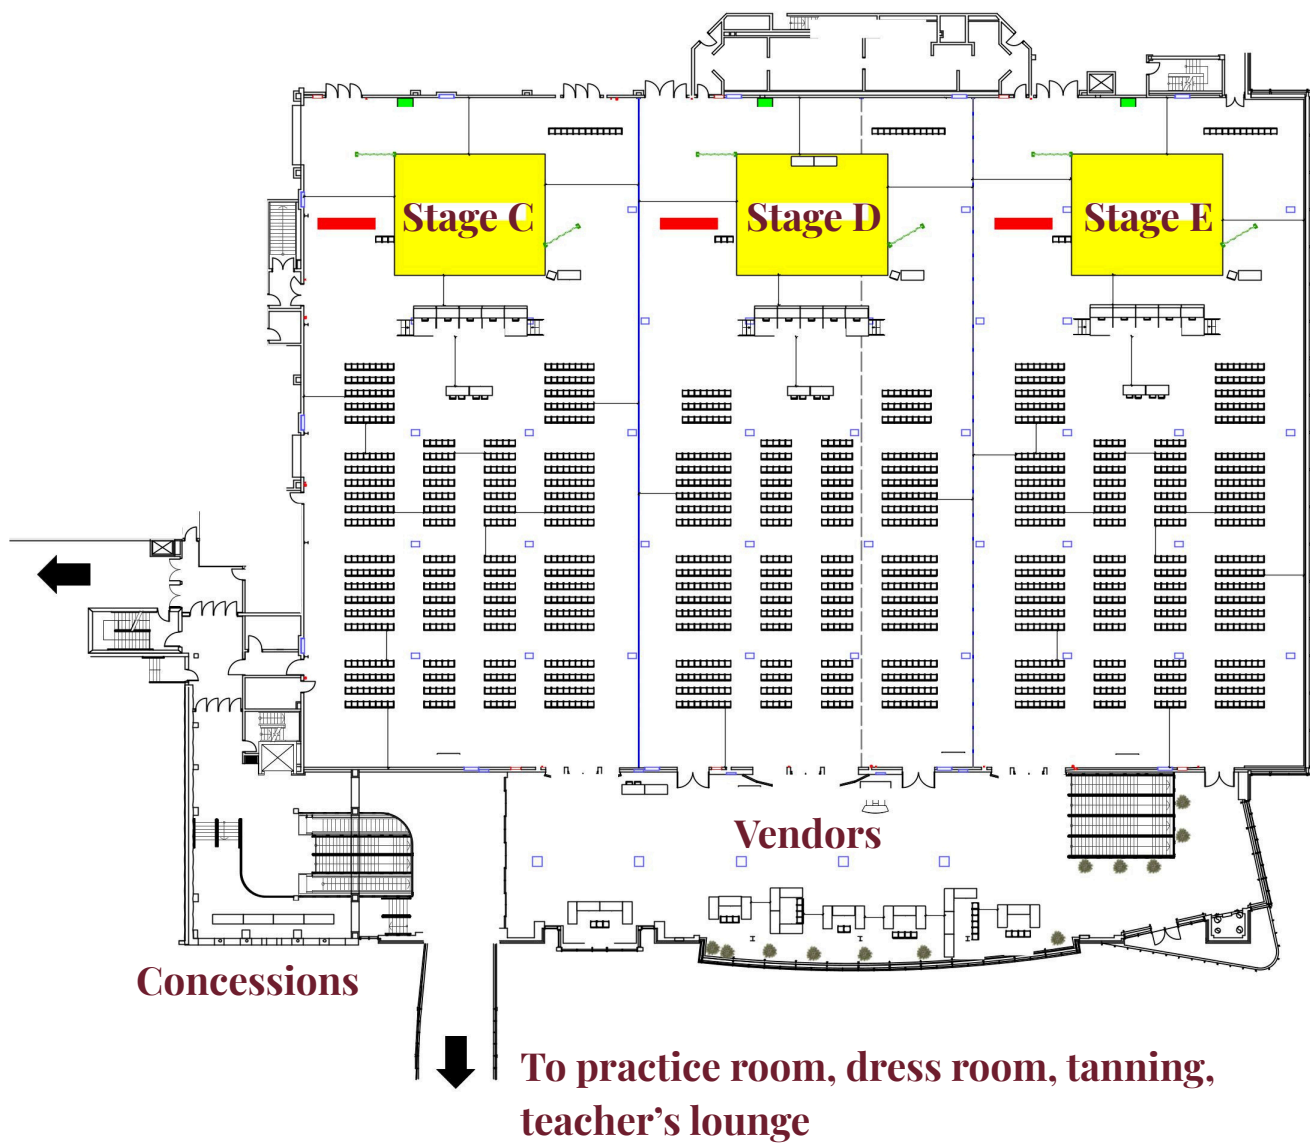 Stage C
Stage D
Stage E
Vendors
Concessions
To practice room, dress room, tanning,
teacher’s lounge